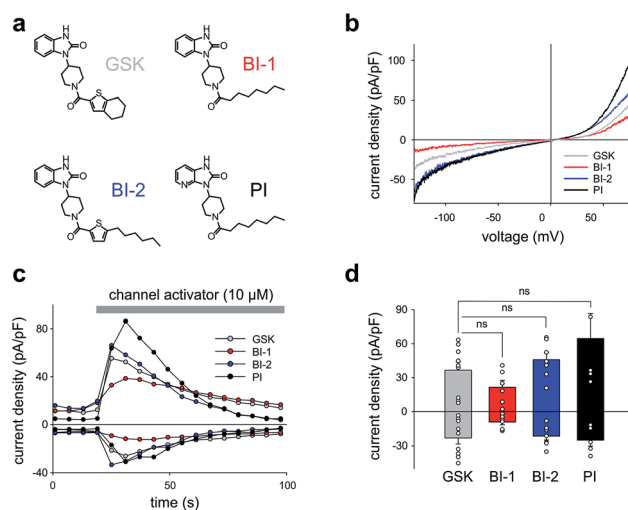 a
H
N
O
N
N
O
S
GSK
H
N
O
N
N
O
BI-1
H
N
O
N
N
O
S
BI-2
H
N
O
N
N
N
O
PI
b
current density (pA/pF)
100
50
0
-50
-100
-50
0
50
voltage (mV)
GSK
BI-1
BI-2
PI
c
channel activator (10 µM)
current density (pA/pF)
80
40
0
-40
0
50
100
time (s)
GSK
BI-1
BI-2
PI
d
current density (pA/pF)
90
60
30
0
-30
ns
ns
ns
GSK BI-1 BI-2 PI